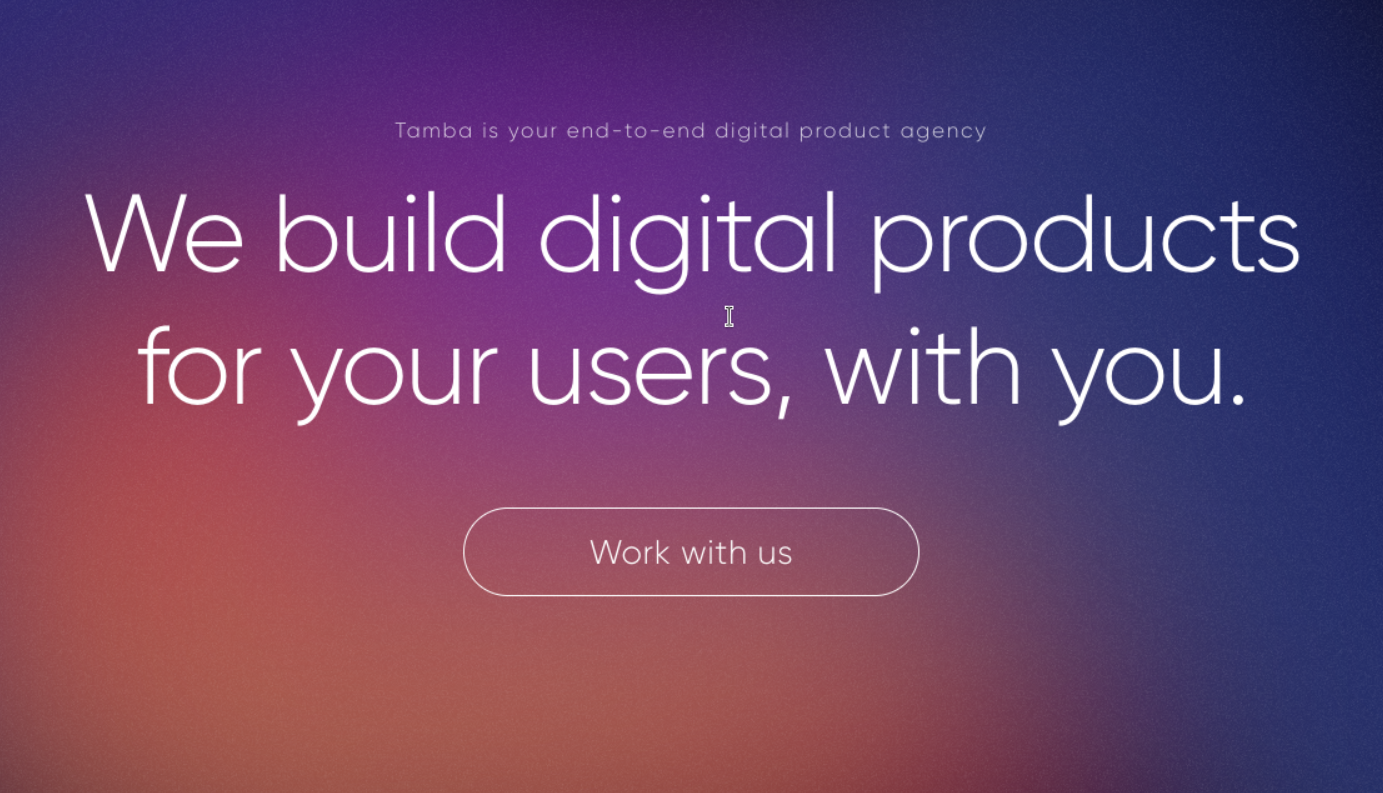 Tamba is your end-to-end digital product agency
We build digital products
for your users, with you.
Work with us